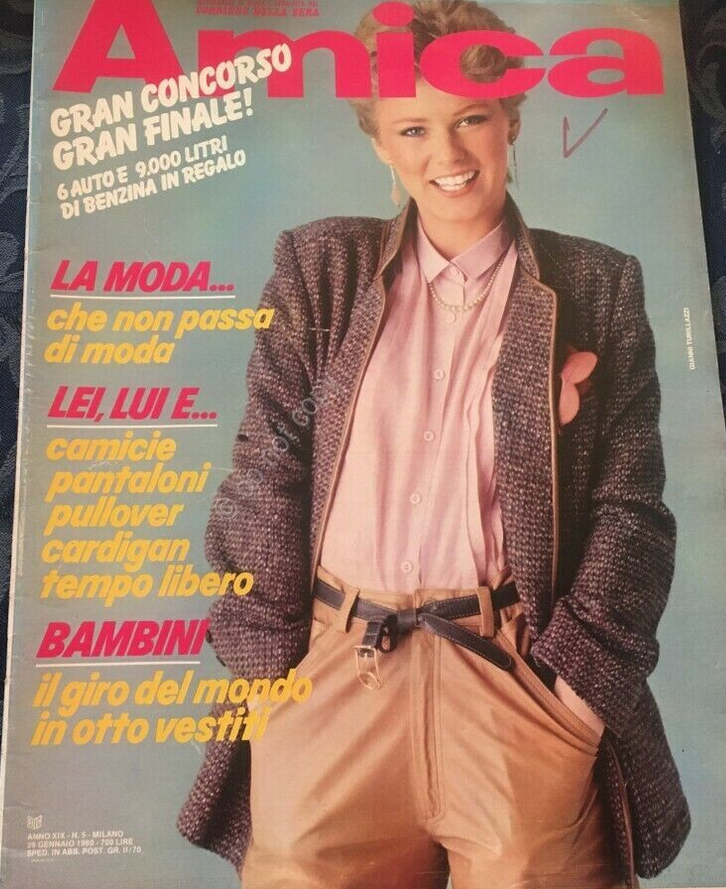 CORRIERE DELLA SERA
Amica
GRAN CONCORSO
GRAN FINALE!
6 AUTO E 9.000 LITRI
DI BENZINA IN REGALO
LA MODA...
che non passa
di moda
LEI, LUI E...
camicie
pantaloni
pullover
cardigan
tempo libero
BAMBINI
il giro del mondo
in otto vestiti
GIANNI TURILLAZZI
© do not copy
ANNO XIX - N. 5 - MILANO
29 GENNAIO 1980 - 700 LIRE
SPED. IN ABB. POST. GR. II/70